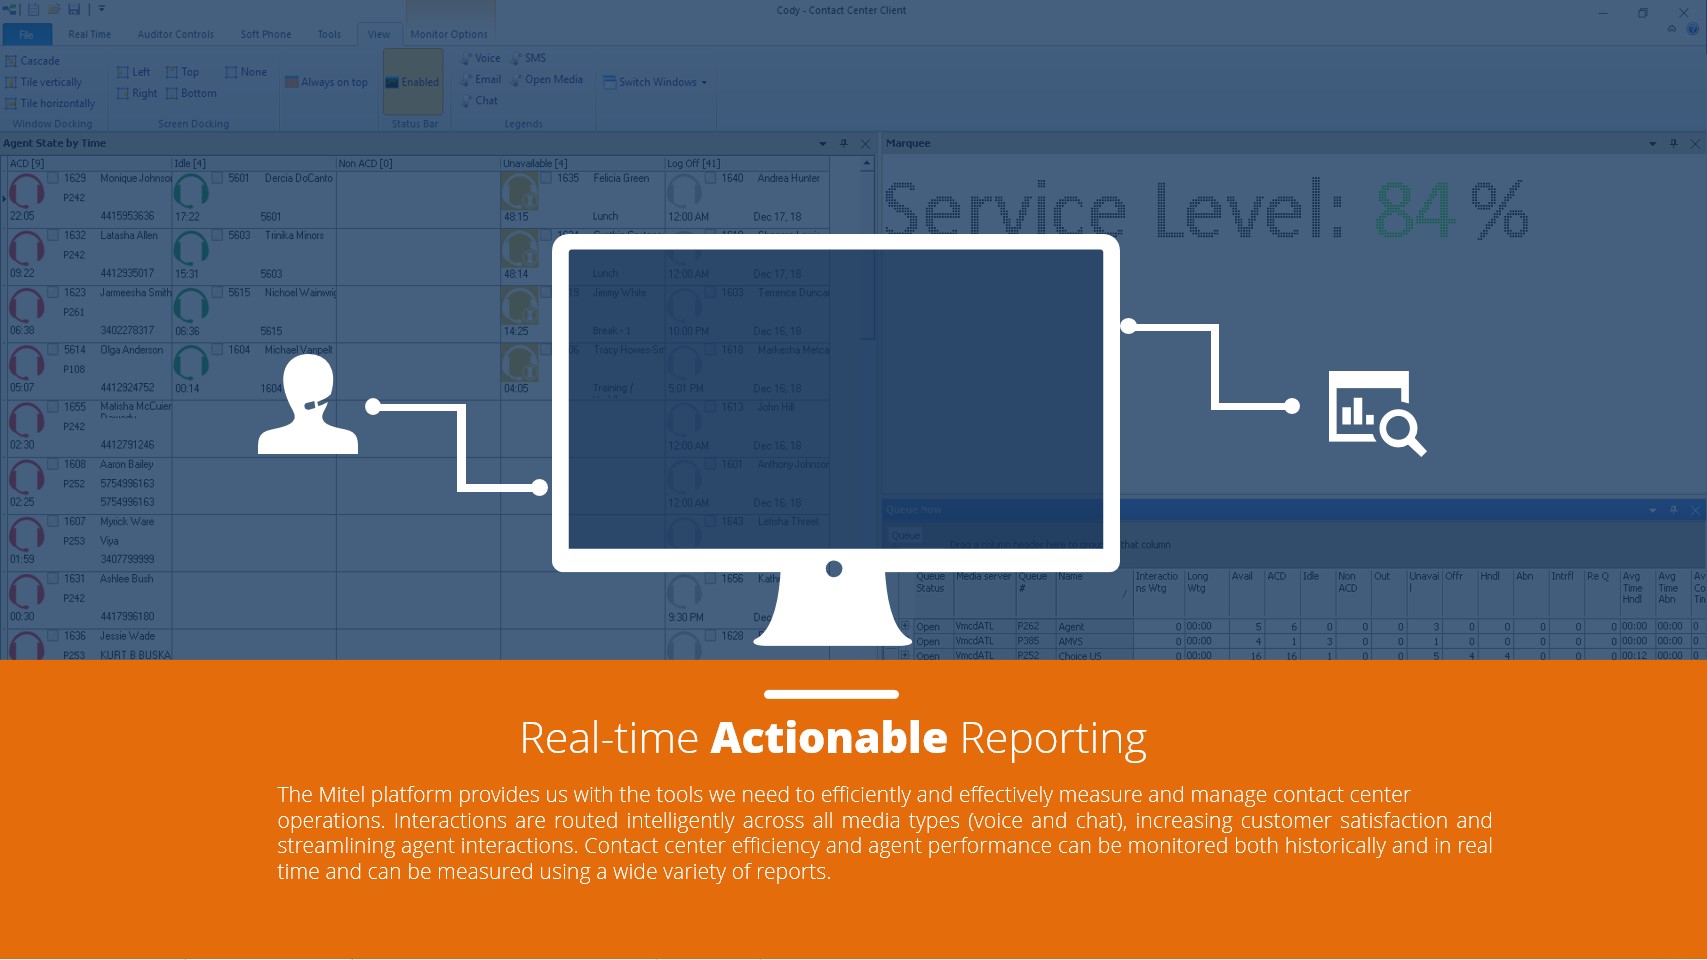 Cody - Contact Center Client
File Real Time Auditor Controls Soft Phone Tools View Monitor Options
Cascade
Tile vertically
Tile horizontally
Window Docking
Left Top None
Right Bottom
Screen Docking
Always on top
Enabled
Status Bar
Voice SMS
Email Open Media
Chat
Legends
Switch Windows
Agent State by Time
ACD [9] Idle [4] Non ACD [0] Unavailable [4] Log Off [41]
1629 Monique Johnso 5601 Dercia DoCanto 1635 Felicia Green 1640 Andrea Hunter
P242
22:05 4415953636 17:22 5601 48:15 Lunch 12:00 AM Dec 17, 18
1632 Latasha Allen 5603 Trinika Minors
P242
09:22 4412935017 15:31 5603 48:14 Lunch 12:00 AM Dec 17, 18
1623 Jarmeesha Smith 5615 Nichoel Wainwrig Jimmy White 1603 Terrence Dunca
P261
06:38 3402278317 06:36 5615 14:25 Break - 1 10:00 PM Dec 16, 18
5614 Olga Anderson 1604 Michael Vanpelt Tracy Howes-Sm 1618 Markesha Metca
P108
05:07 4412924752 00:14 1604 04:05 Training / 5:01 PM Dec 16, 18
1655 Malisha McCuier 1613 John Hill
P242
02:30 4412791246 12:00 AM Dec 16, 18
1608 Aaron Bailey 1601 Anthony Johnson
P252 5754996163
02:25 5754996163 12:00 AM Dec 16, 18
1607 Myrick Ware 1643 Leitsha Threet
P253 Viya
01:59 3407799999
1631 Ashlee Bush 1656 Kath
P242
00:30 4417996180 9:30 PM Dec
1636 Jessie Wade 1628
P253 KURT B BUSKA
Marquee
Service Level: 84 %
Queue Now
Queue
Drag a column header here to group that column
Queue Status Media server Queue # Name Interactio ns Wtg Long Wtg Avail ACD Idle Non ACD Out Unavai l Offr Hndl Abn Intrfl Re Q Avg Time Hndl Avg Time Abn Av Co Tin
Open VmcdATL P262 Agent 0 00:00 5 6 0 0 0 3 0 0 0 0 0 00:00 00:00 0
Open VmcdATL P385 AMVS 0 00:00 4 1 3 0 0 1 0 0 0 0 0 00:00 00:00 0
Open VmcdATL P252 Choice US 0 00:00 16 16 1 0 0 5 4 4 0 0 0 00:12 00:00 0
Real-time Actionable Reporting
The Mitel platform provides us with the tools we need to efficiently and effectively measure and manage contact center
operations. Interactions are routed intelligently across all media types (voice and chat), increasing customer satisfaction and
streamlining agent interactions. Contact center efficiency and agent performance can be monitored both historically and in real
time and can be measured using a wide variety of reports.